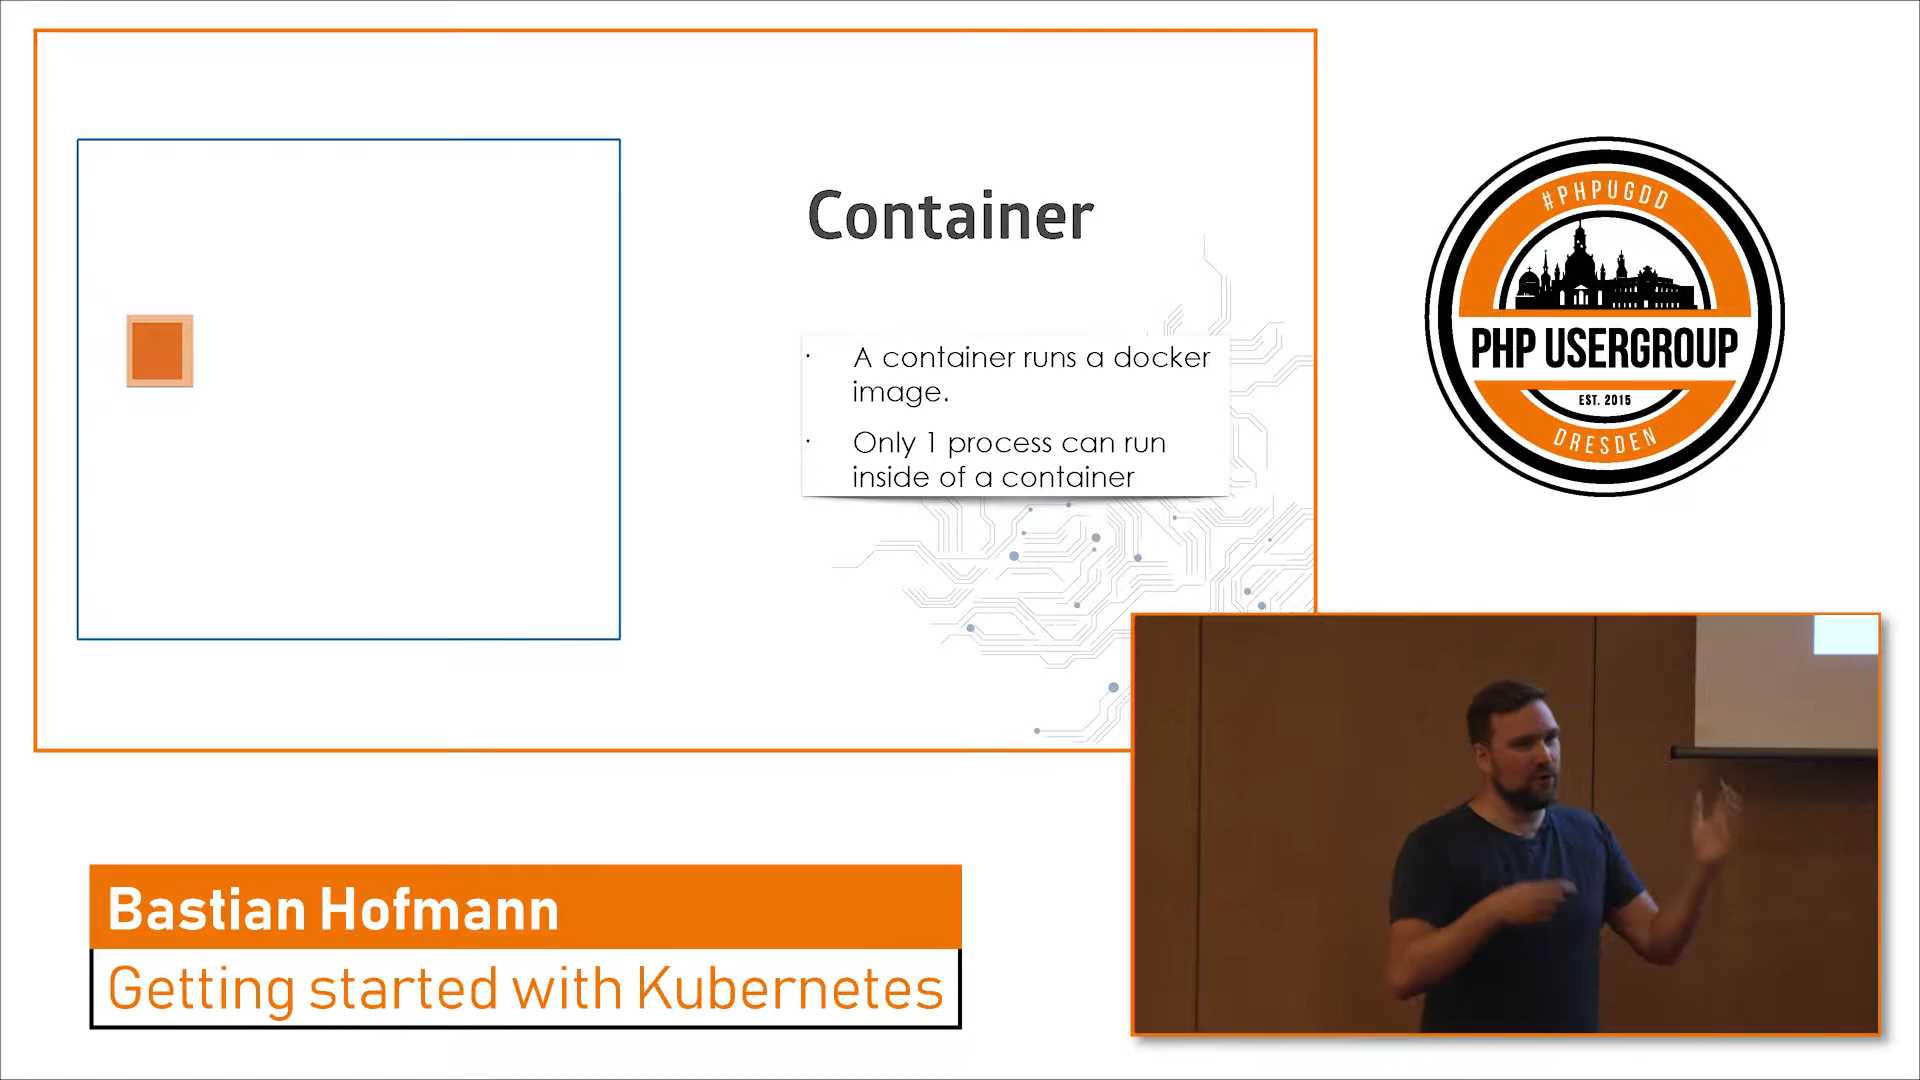 Container
· A container runs a docker
image.
· Only 1 process can run
inside of a container
#PHPUGDD
PHP USERGROUP
EST. 2015
DRESDEN
Bastian Hofmann
Getting started with Kubernetes